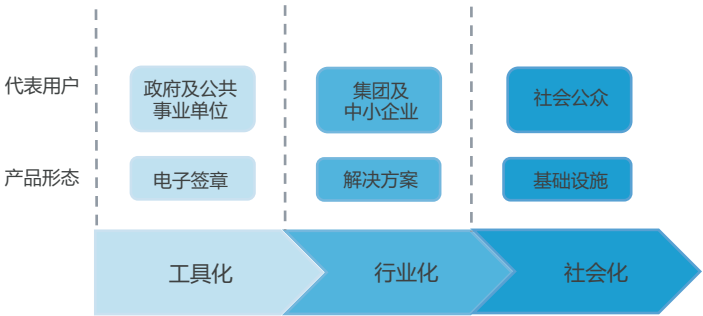 代表用户
政府及公共
事业单位
集团及
中小企业
社会公众
产品形态
电子签章
解决方案
基础设施
工具化
行业化
社会化